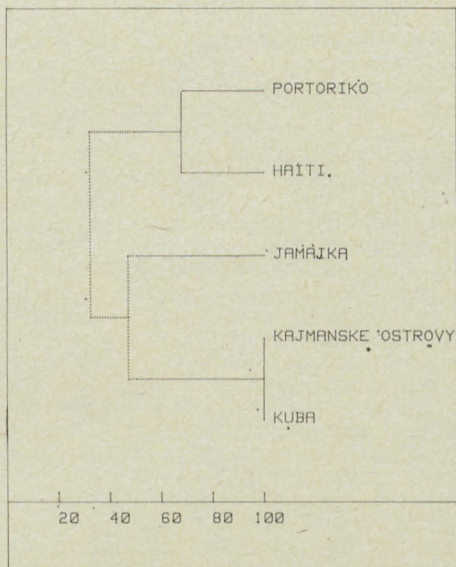 PORTORIKO
HAITI
JAMAJKA
KAJMANSKE OSTROVY
KUBA
20 40 60 80 100